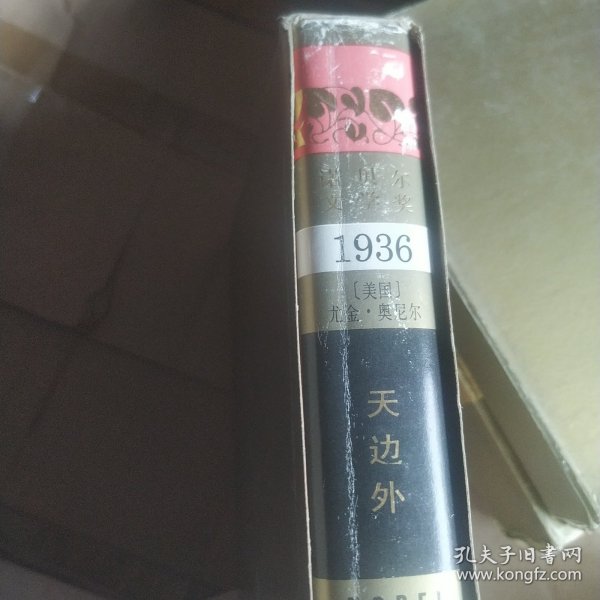 诺贝尔
文学奖
1936
〔美国〕
尤金·奥尼尔
天边外
NOBEL
孔夫子旧书网
www.kongfz.com